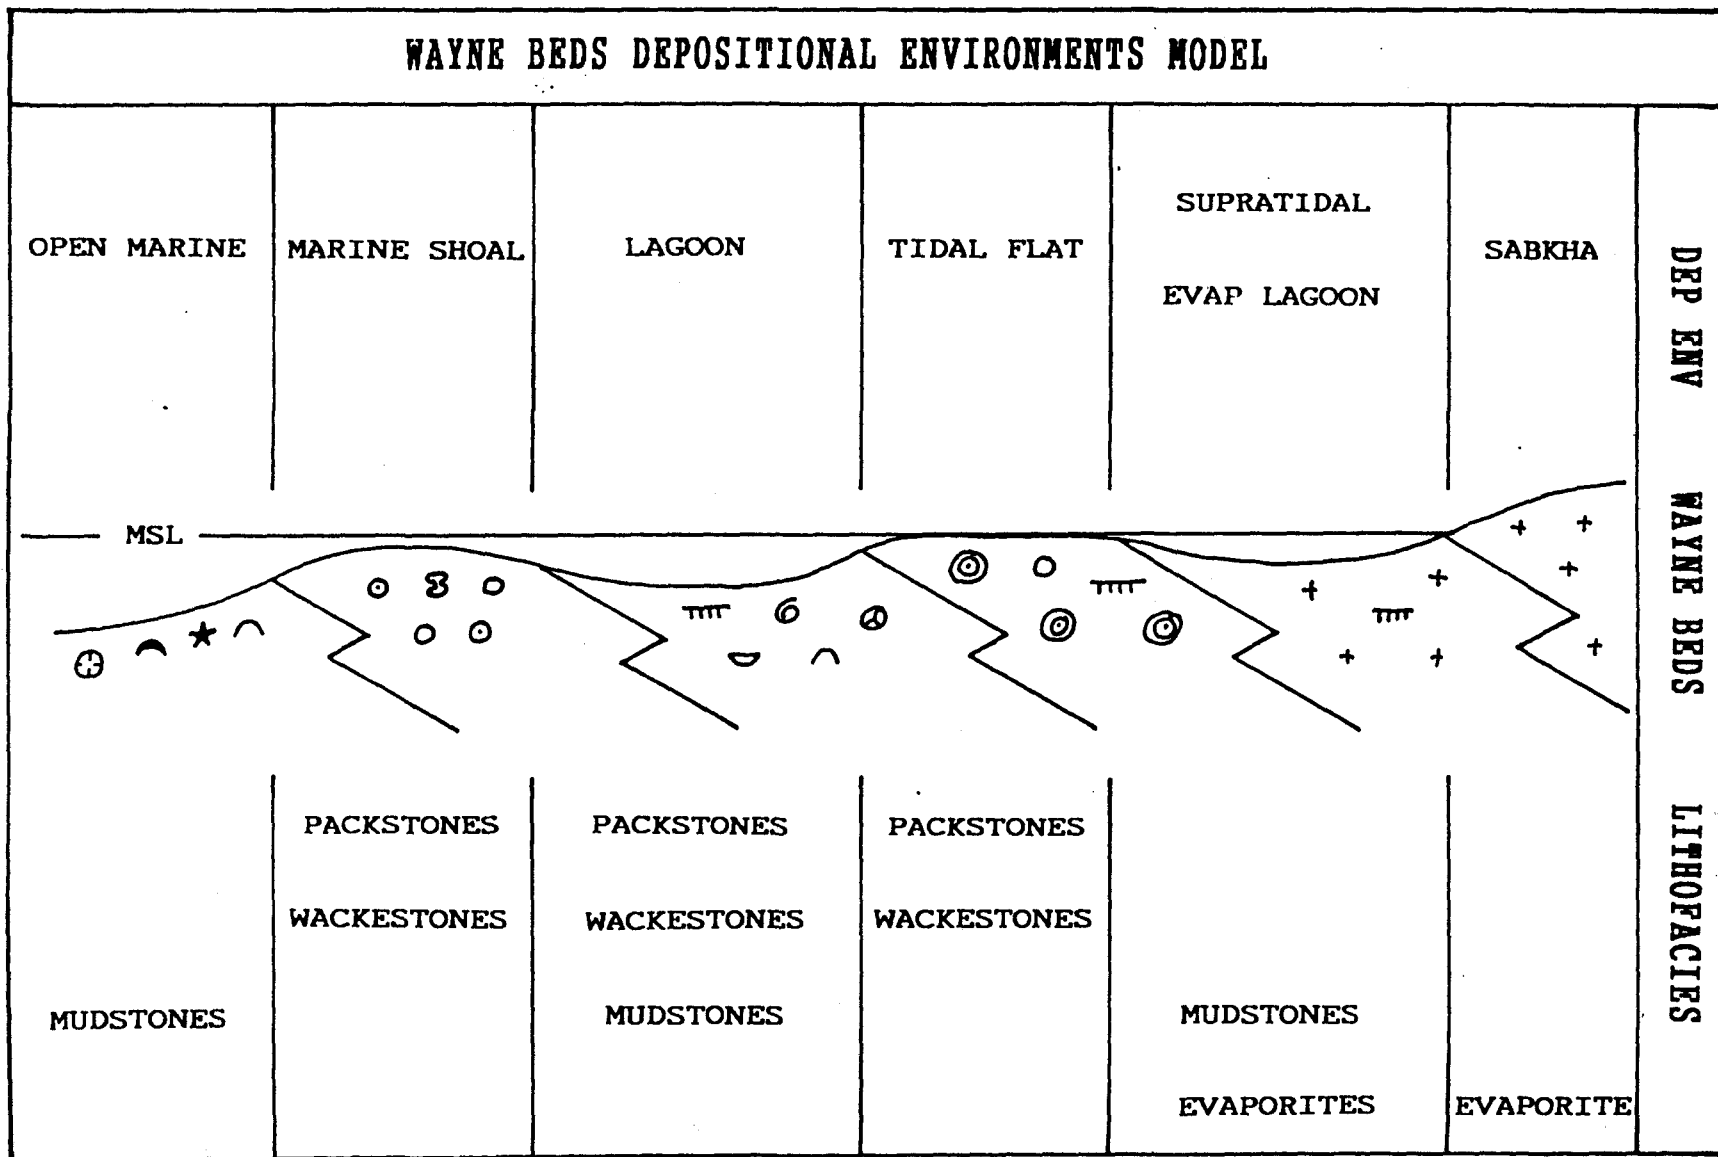 WAYNE BEDS DEPOSITIONAL ENVIRONMENTS MODEL
OPEN MARINE
MARINE SHOAL
LAGOON
TIDAL FLAT
SUPRATIDAL
EVAP LAGOON
SABKHA
DEP ENV
MSL
WAYNE BEDS
PACKSTONES
PACKSTONES
PACKSTONES
WACKESTONES
WACKESTONES
WACKESTONES
MUDSTONES
MUDSTONES
MUDSTONES
EVAPORITES
EVAPORITE
LITHOFACIES